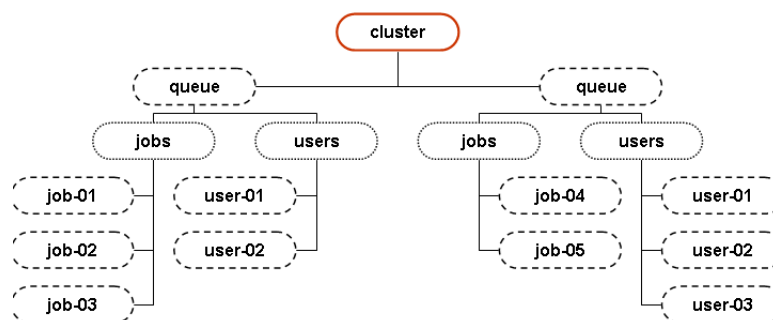 cluster
queue
queue
jobs
users
jobs
users
job-01
user-01
job-04
user-01
job-02
user-02
job-05
user-02
job-03
user-03